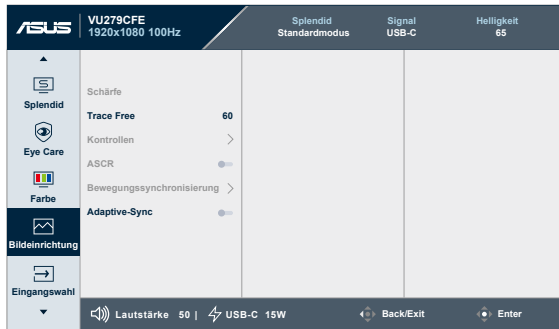 ASUS
VU279CFE
1920x1080 100Hz
Splendid
Standardmodus
Signal
USB-C
Helligkeit
65
Splendid
Eye Care
Farbe
Bildeinrichtung
Eingangswahl
Schärfe
Trace Free 60
Kontrollen
ASCR
Bewegungssynchronisierung
Adaptive-Sync
Lautstärke 50 | USB-C 15W
Back/Exit
Enter